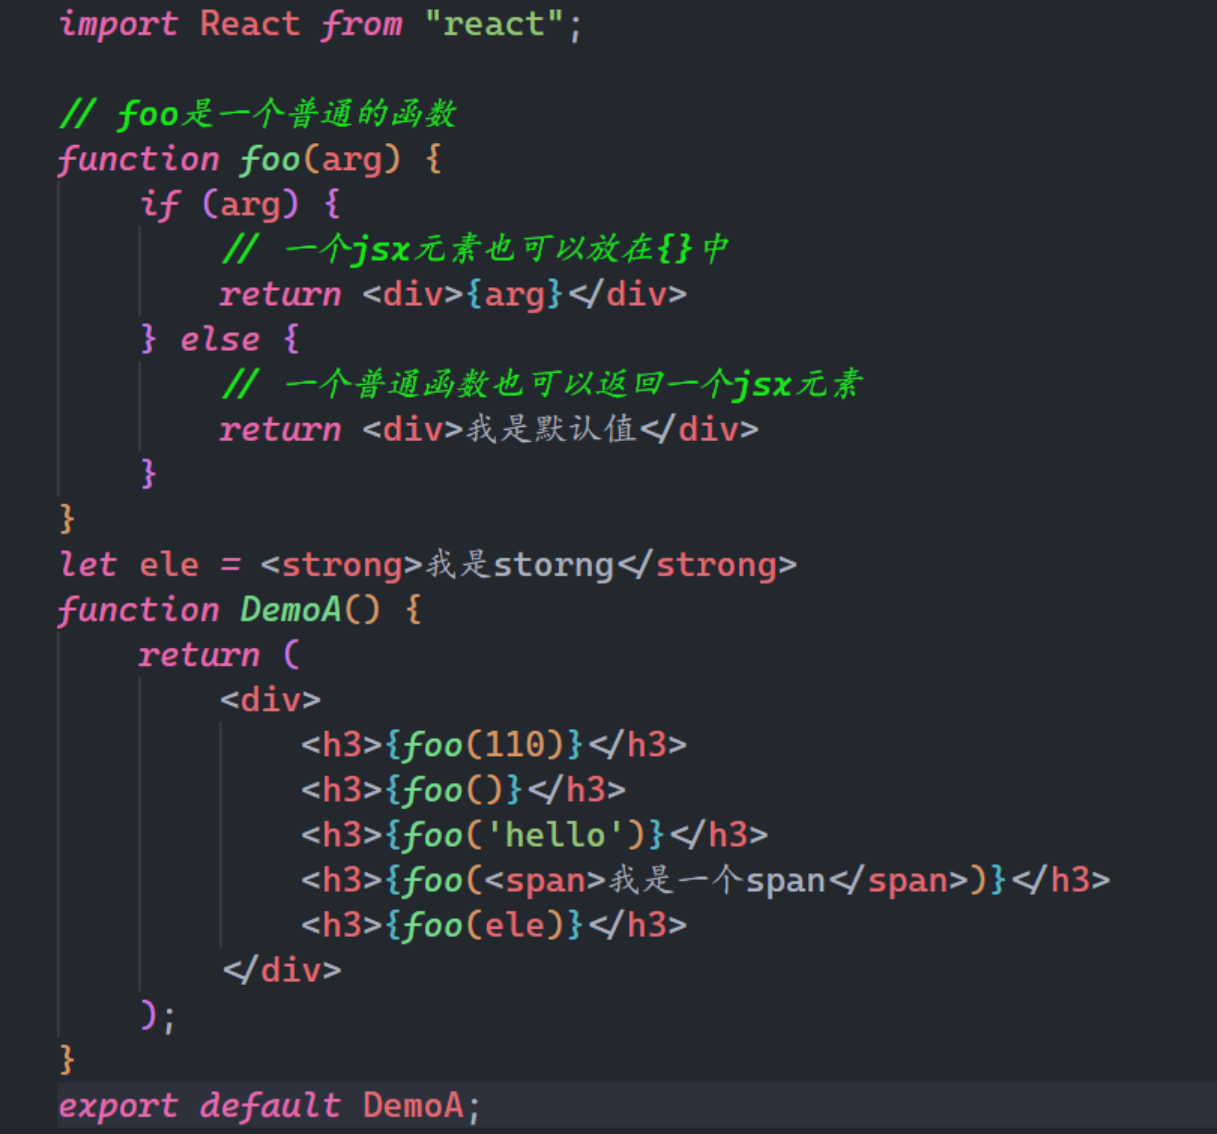 import React from "react";
// foo是一个普通的函数
function foo(arg) {
if (arg) {
// 一个jsx元素也可以放在{}中
return <div>{arg}</div>
} else {
// 一个普通函数也可以返回一个jsx元素
return <div>我是默认值</div>
}
}
let ele = <strong>我是storng</strong>
function DemoA() {
return (
<div>
<h3>{foo(110)}</h3>
<h3>{foo()}</h3>
<h3>{foo('hello')}</h3>
<h3>{foo(<span>我是一个span</span>)}</h3>
<h3>{foo(ele)}</h3>
</div>
);
}
export default DemoA;